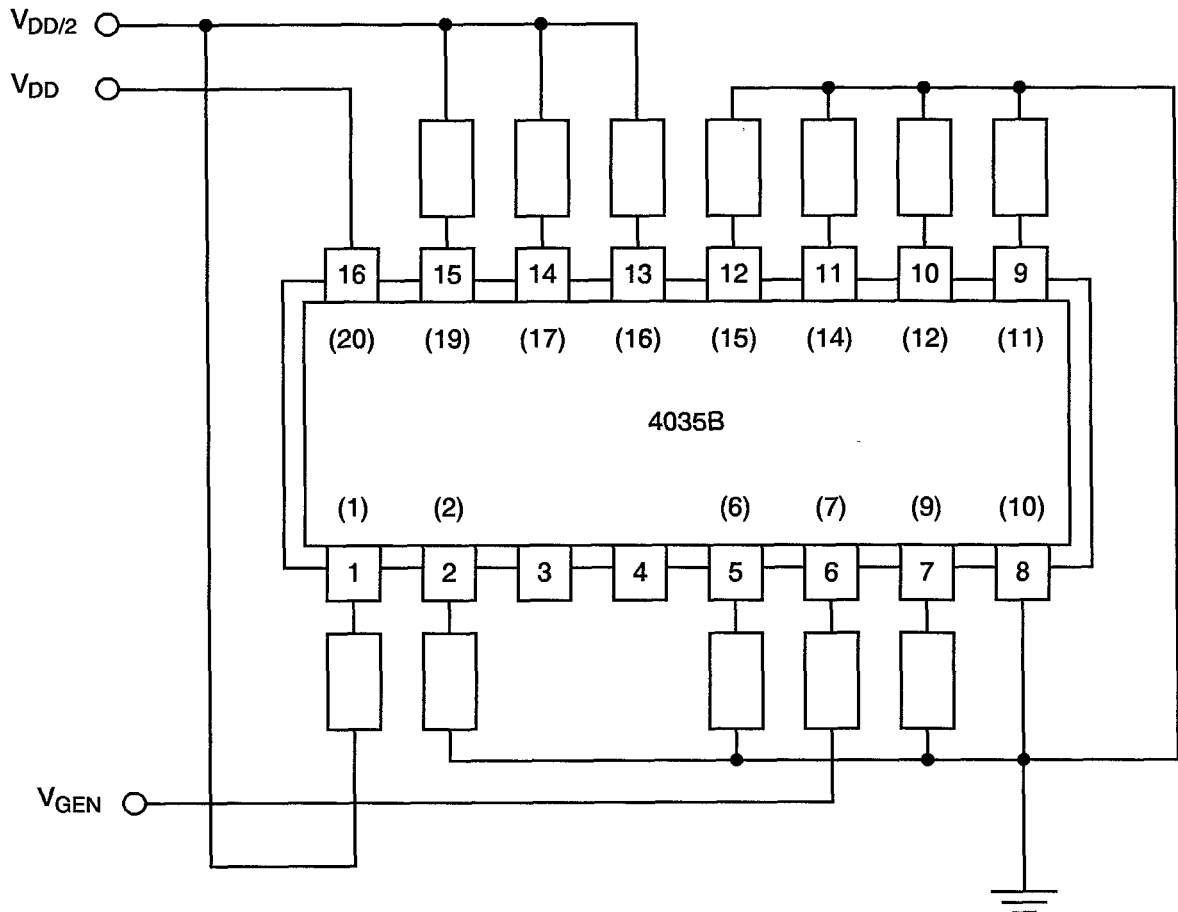 VDD/2
VDD
16 15 14 13 12 11 10 9
(20) (19) (17) (16) (15) (14) (12) (11)
4035B
(1) (2) (6) (7) (9) (10)
1 2 3 4 5 6 7 8
VGEN